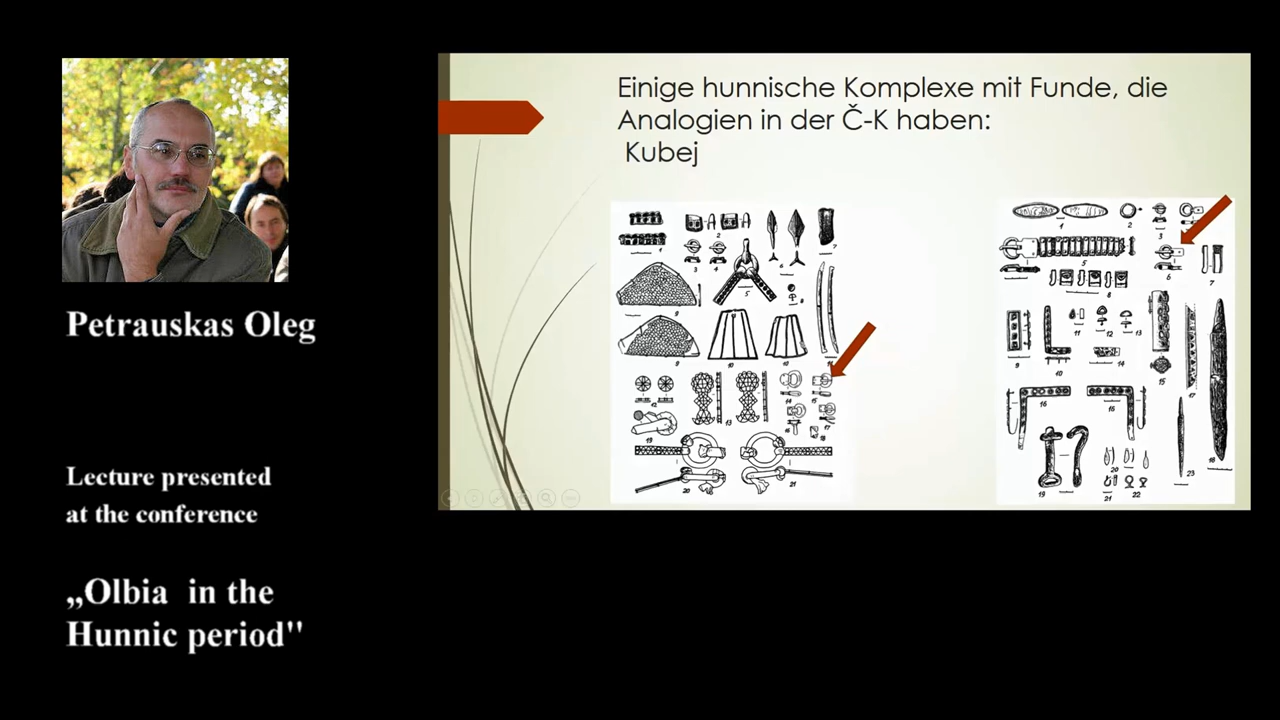 Einige hunnische Komplexe mit Funde, die
Analogien in der Č-K haben:
Kubej
Petrauskas Oleg
Lecture presented
at the conference
„Olbia in the
Hunnic period"